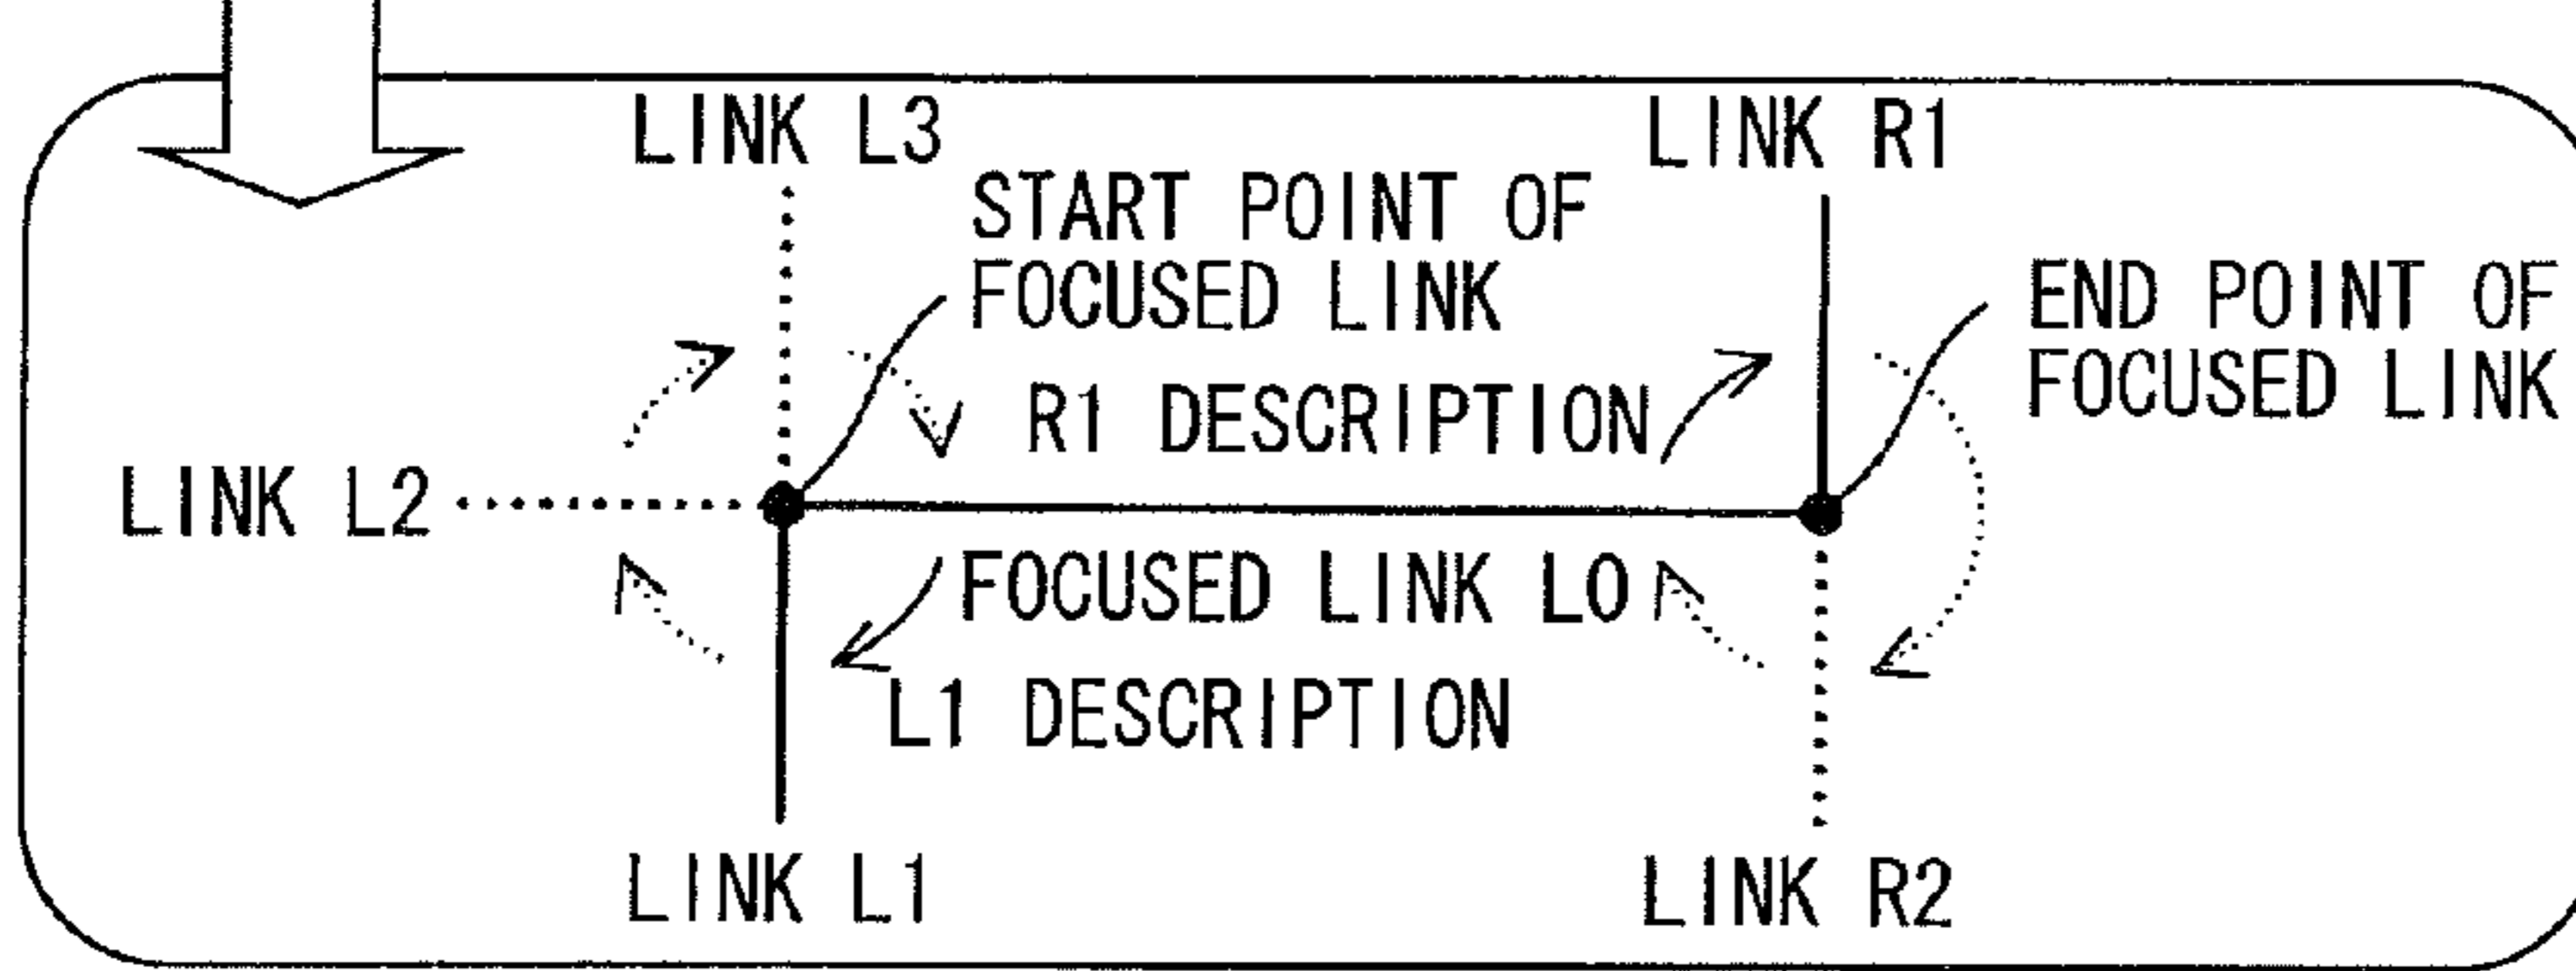 LINK L3
LINK R1
START POINT OF
FOCUSED LINK
END POINT OF
FOCUSED LINK
R1 DESCRIPTION
LINK L2
FOCUSED LINK L0
L1 DESCRIPTION
LINK L1
LINK R2